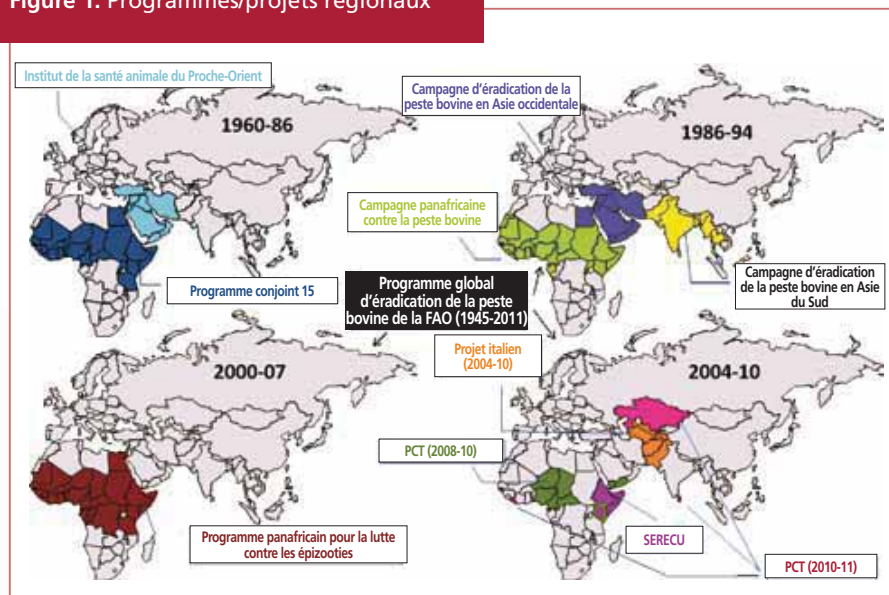 Figure 1. Programmes/projets régionaux
Institut de la santé animale du Proche-Orient
1960-86
Programme conjoint 15
Campagne d'éradication de la
peste bovine en Asie occidentale
1986-94
Campagne panafricaine
contre la peste bovine
Campagne d'éradication
de la peste bovine en Asie
du Sud
Programme global
d'éradication de la peste
bovine de la FAO (1945-2011)
2000-07
Programme panafricain pour la lutte
contre les épizooties
Projet italien
(2004-10)
2004-10
PCT (2008-10)
SERECU
PCT (2010-11)